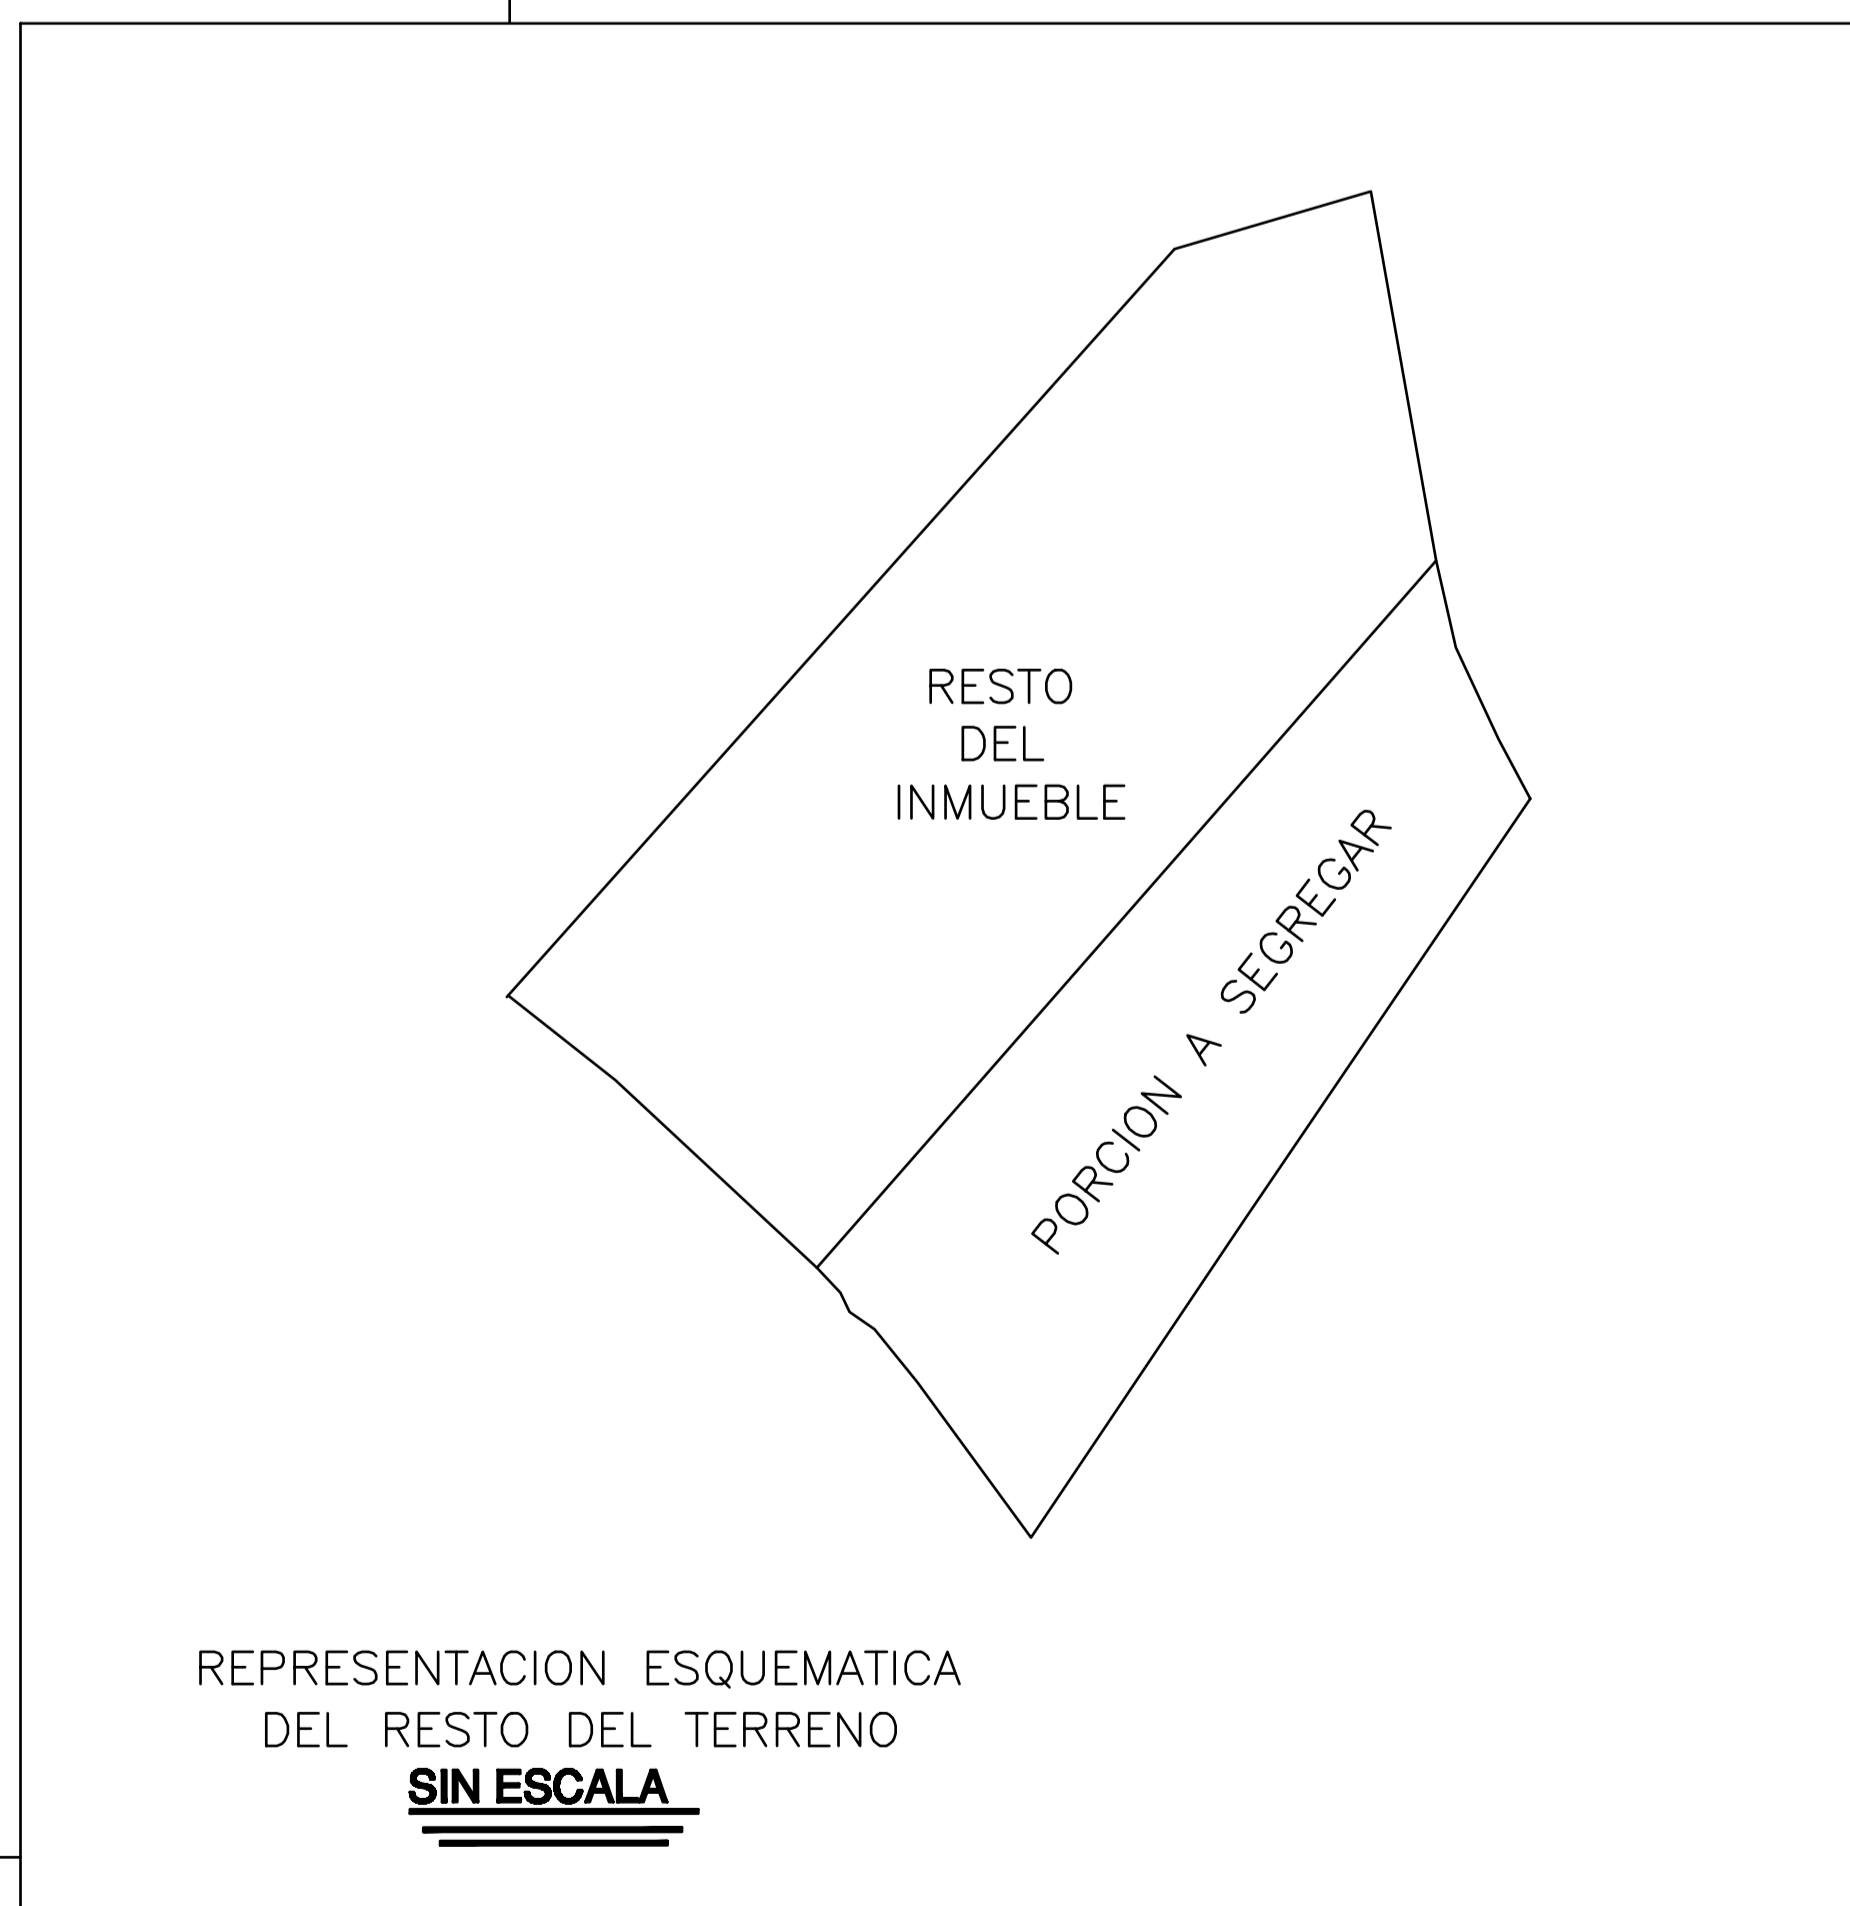 RESTO
DEL
INMUEBLE
PORCION A SEGREGAR
REPRESENTACION ESQUEMATICA
DEL RESTO DEL TERRENO
SIN ESCALA